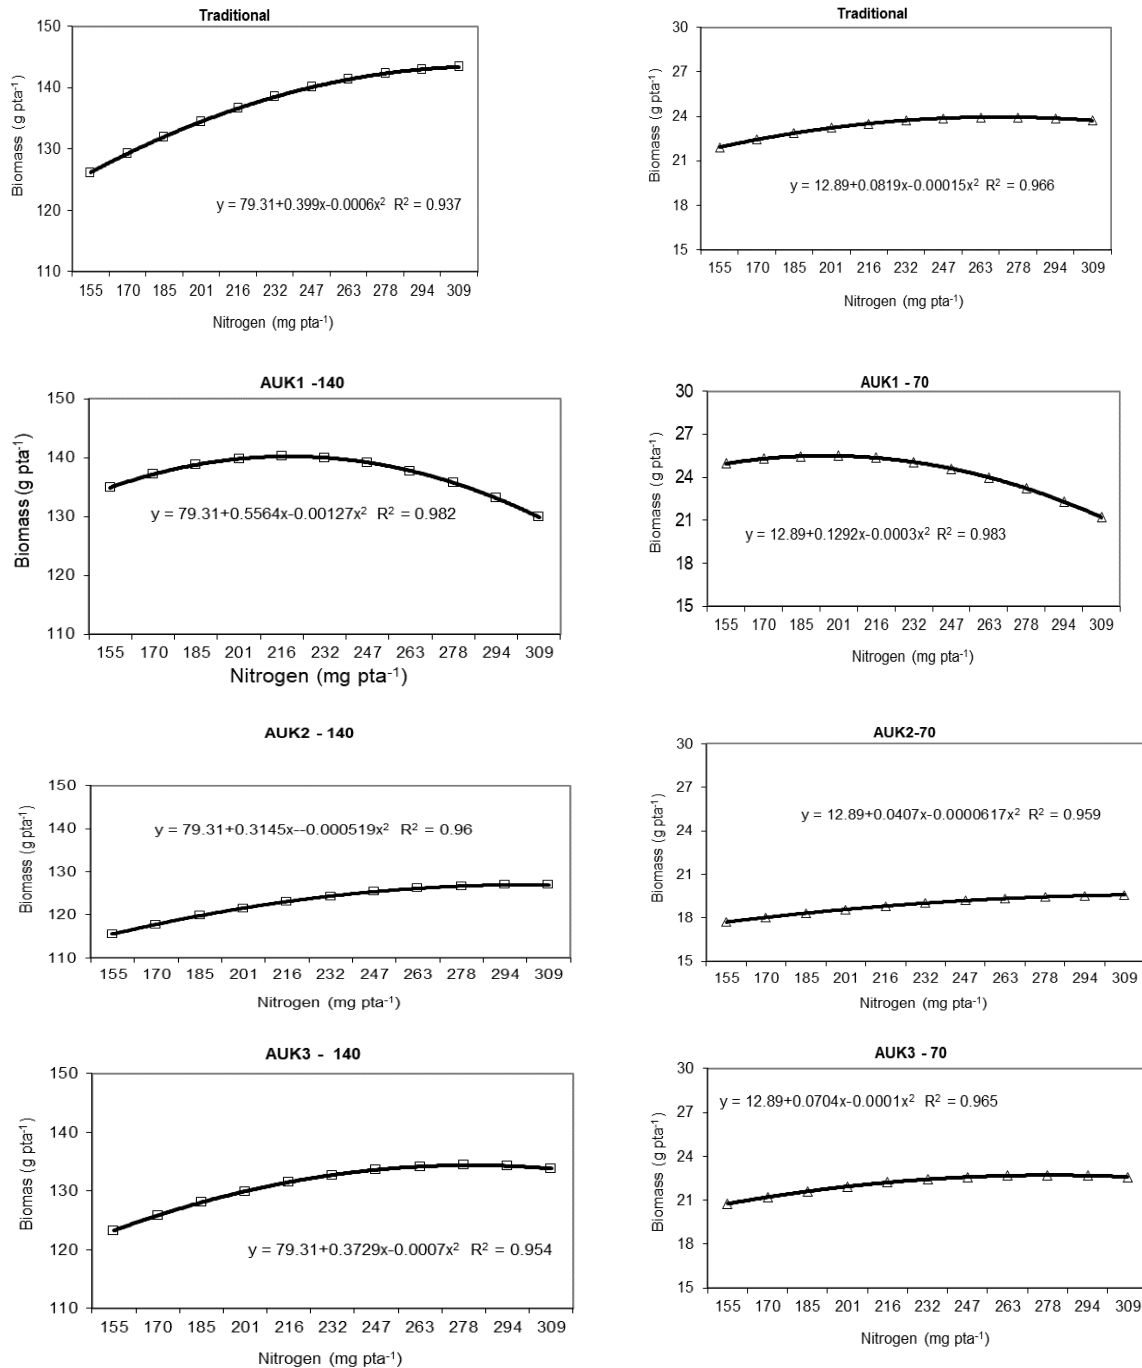 Traditional
150
140
130
120
110
Biomass (g pta-1)
y = 79.31+0.399x-0.0006x² R² = 0.937
155 170 185 201 216 232 247 263 278 294 309
Nitrogen (mg pta-1)
Traditional
30
27
24
21
18
15
Biomass (g pta-1)
y = 12.89+0.0819x-0.00015x² R² = 0.966
155 170 185 201 216 232 247 263 278 294 309
Nitrogen (mg pta-1)
AUK1 -140
150
140
130
120
110
Biomass (g pta-1)
y = 79.31+0.5564x-0.00127x² R² = 0.982
155 170 185 201 216 232 247 263 278 294 309
Nitrogen (mg pta-1)
AUK1 - 70
30
27
24
21
18
15
Biomass (g pta-1)
y = 12.89+0.1292x-0.0003x² R² = 0.983
155 170 185 201 216 232 247 263 278 294 309
Nitrogen (mg pta-1)
AUK2 - 140
150
140
130
120
110
Biomass (g pta-1)
y = 79.31+0.3145x--0.000519x² R² = 0.96
155 170 185 201 216 232 247 263 278 294 309
Nitrogen (mg pta-1)
AUK2-70
30
27
24
21
18
15
Biomass (g pta-1)
y = 12.89+0.0407x-0.0000617x² R² = 0.959
155 170 185 201 216 232 247 263 278 294 309
Nitrogen (mg pta-1)
AUK3 - 140
150
140
130
120
110
Biomas (g pta-1)
y = 79.31+0.3729x-0.0007x² R² = 0.954
155 170 185 201 216 232 247 263 278 294 309
Nitrogen (mg pta-1)
AUK3 - 70
30
27
24
21
18
15
Biomass (g pta-1)
y = 12.89+0.0704x-0.0001x² R² = 0.965
155 170 185 201 216 232 247 263 278 294 309
Nitrogen (mg pta-1)